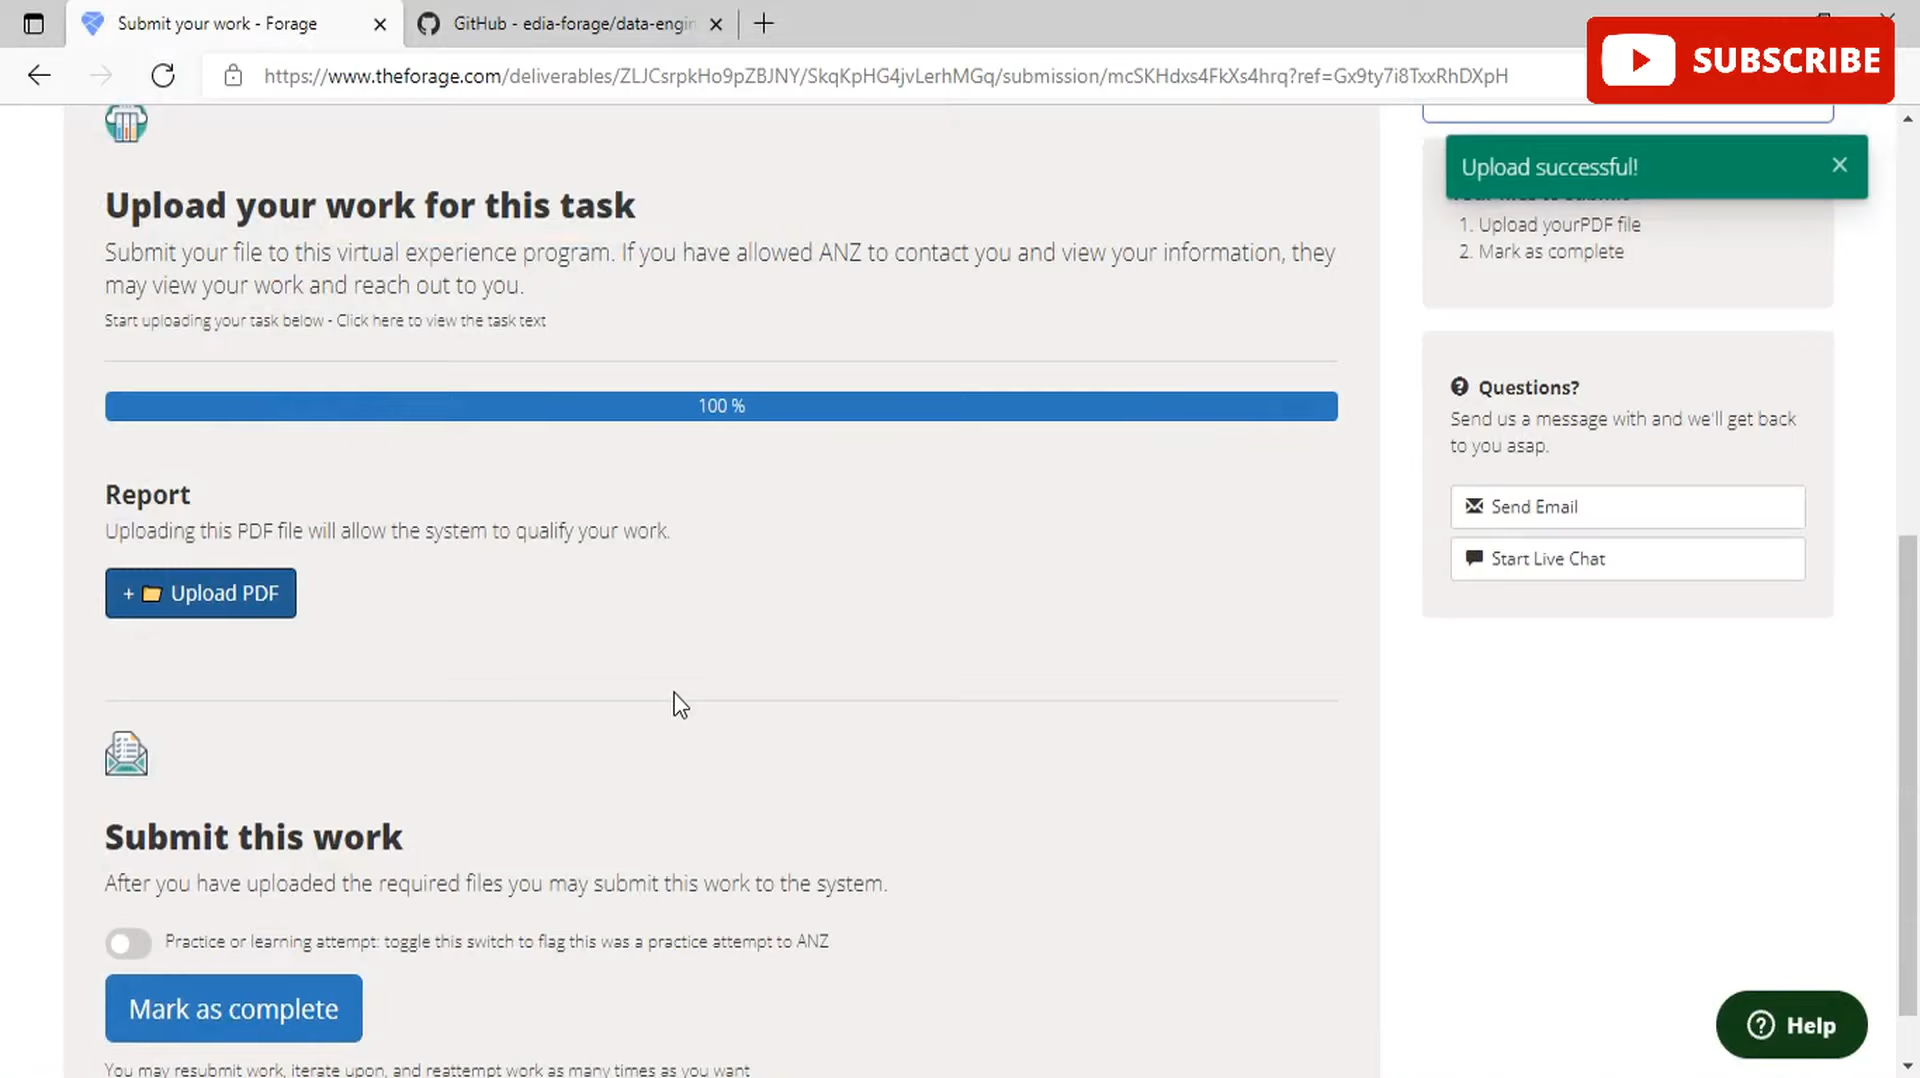 Submit your work - Forage
GitHub - edia-forage/data-engin
SUBSCRIBE
https://www.theforage.com/deliverables/ZLJCsrpkHo9pZBJNY/SkqKpHG4jvLerhMGq/submission/mcSKHdxs4FkXs4hrq?ref=Gx9ty7i8TxxRhDXpH
Upload successful!
Upload your work for this task
Submit your file to this virtual experience program. If you have allowed ANZ to contact you and view your information, they
may view your work and reach out to you.
Start uploading your task below - Click here to view the task text
100 %
Report
Uploading this PDF file will allow the system to qualify your work.
+ Upload PDF
Submit this work
After you have uploaded the required files you may submit this work to the system.
Practice or learning attempt: toggle this switch to flag this was a practice attempt to ANZ
Mark as complete
You may resubmit work, iterate upon, and reattempt work as many times as you want
1. Upload yourPDF file
2. Mark as complete
Questions?
Send us a message with and we'll get back
to you asap.
Send Email
Start Live Chat
Help